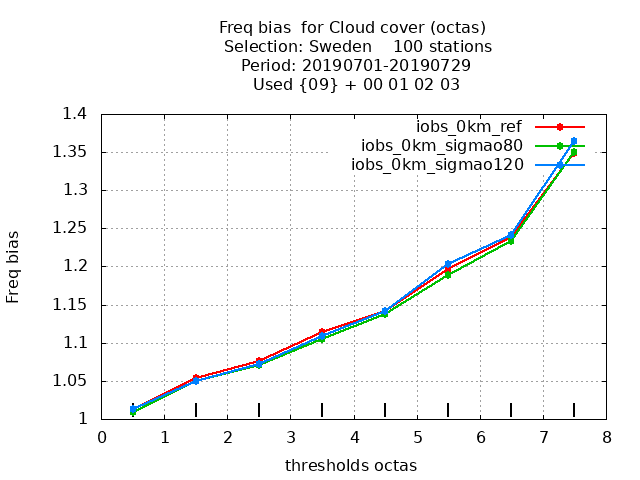 Freq bias  for Cloud cover (octas)
Selection: Sweden    100 stations
Period: 20190701-20190729
Used {09} + 00 01 02 03
iobs_0km_ref
iobs_0km_sigmao80
iobs_0km_sigmao120
Freq bias
1.4
1.35
1.3
1.25
1.2
1.15
1.1
1.05
1
0 1 2 3 4 5 6 7 8
thresholds octas